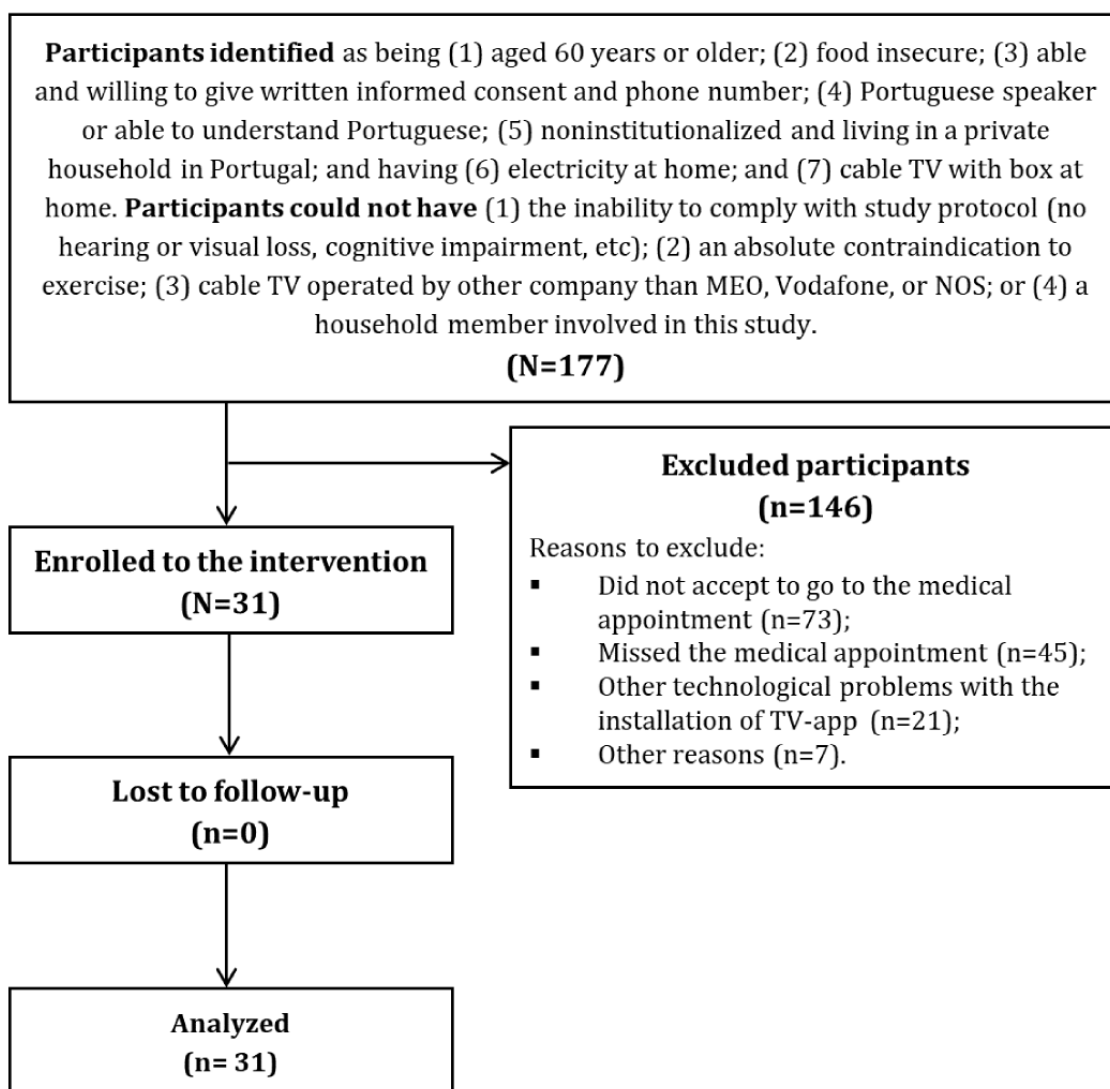 Participants identified as being (1) aged 60 years or older; (2) food insecure; (3) able
and willing to give written informed consent and phone number; (4) Portuguese speaker
or able to understand Portuguese; (5) noninstitutionalized and living in a private
household in Portugal; and having (6) electricity at home; and (7) cable TV with box at
home. Participants could not have (1) the inability to comply with study protocol (no
hearing or visual loss, cognitive impairment, etc); (2) an absolute contraindication to
exercise; (3) cable TV operated by other company than MEO, Vodafone, or NOS; or (4) a
household member involved in this study.
(N=177)
Excluded participants
(n=146)
Reasons to exclude:
▪ Did not accept to go to the medical
appointment (n=73);
▪ Missed the medical appointment (n=45);
▪ Other technological problems with the
installation of TV-app (n=21);
▪ Other reasons (n=7).
Enrolled to the intervention
(N=31)
Lost to follow-up
(n=0)
Analyzed
(n= 31)